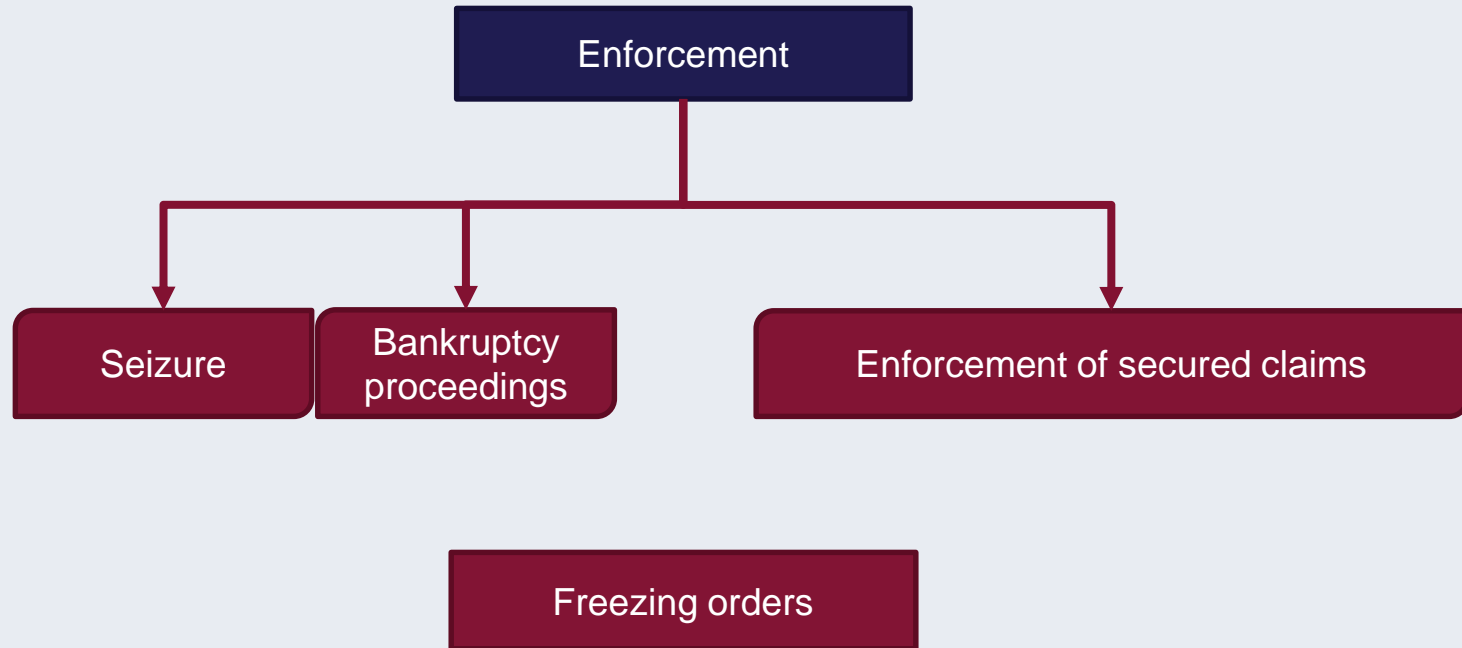 Enforcement
Seizure
Bankruptcy
proceedings
Enforcement of secured claims
Freezing orders